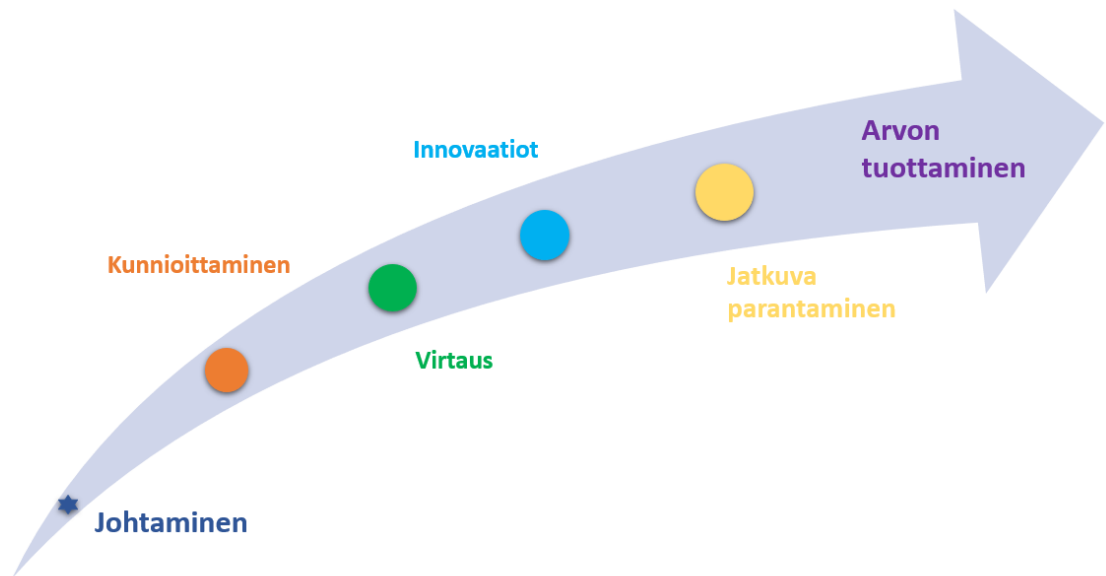 Arvon
tuottaminen
Innovaatiot
Kunnioittaminen
Jatkuva
parantaminen
Virtaus
Johtaminen